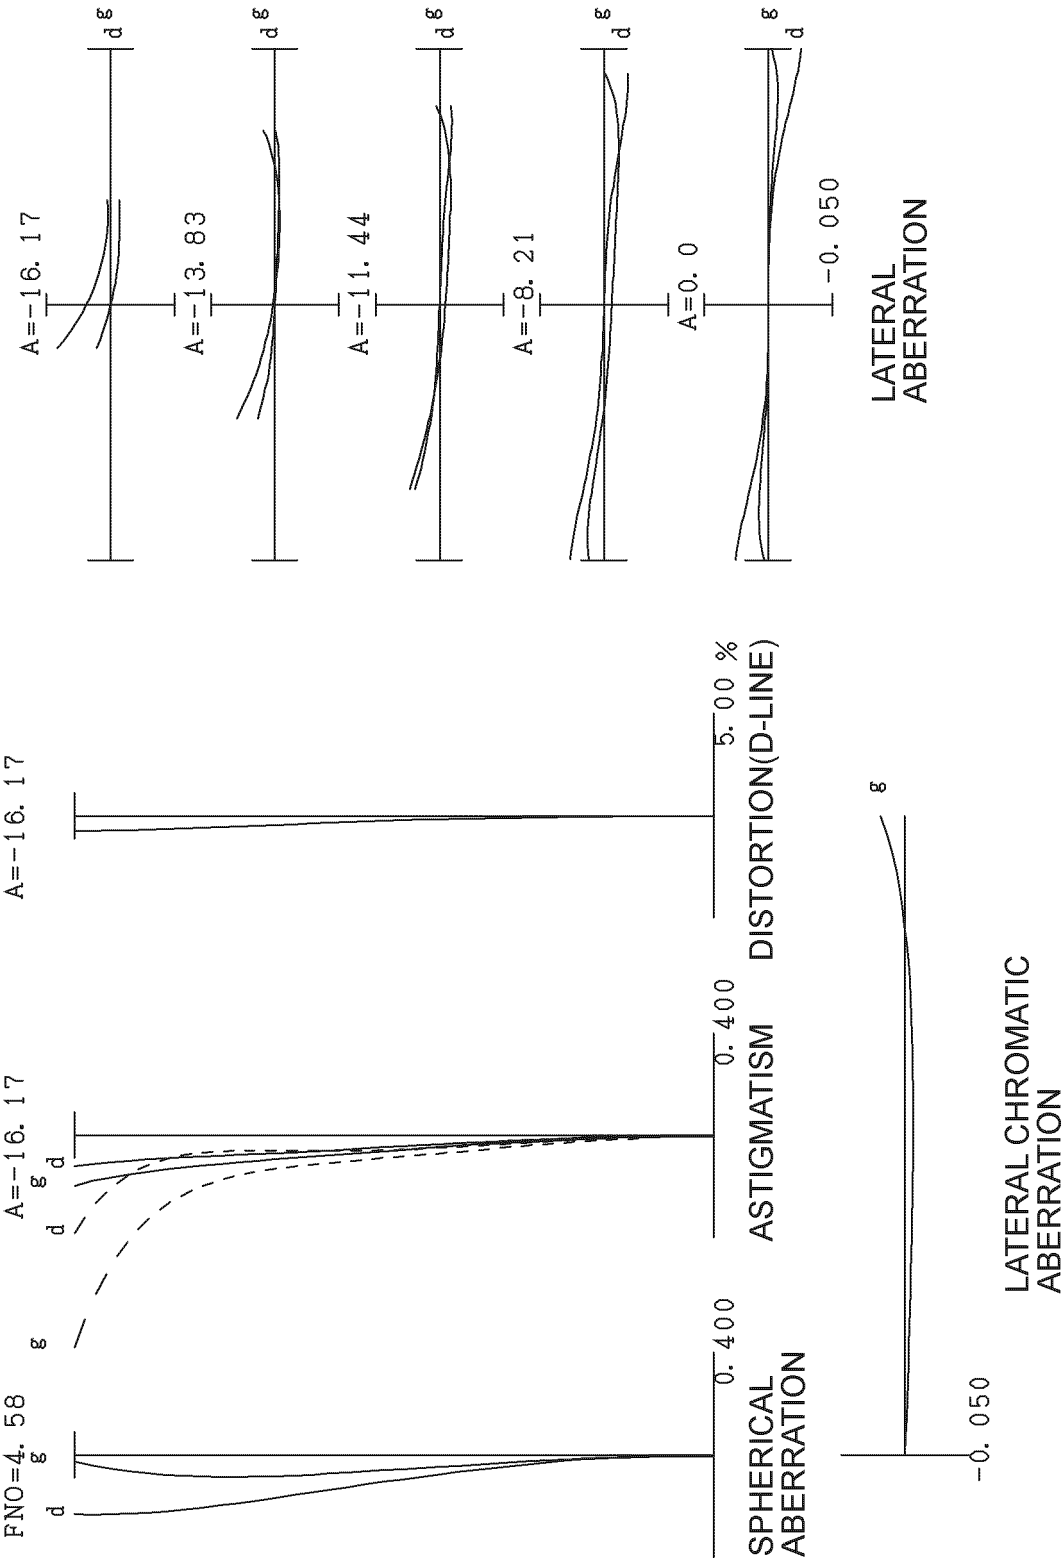 FNO=4. 58
d
g
0. 400
SPHERICAL
ABERRATION
A=-16. 17
g
d
g
d
0. 400
ASTIGMATISM
A=-16. 17
5. 00 %
DISTORTION(D-LINE)
g
-0. 050
LATERAL CHROMATIC
ABERRATION
A=-16. 17
d g
A=-13. 83
d g
A=-11. 44
d g
A=-8. 21
d g
A=0. 0
d g
-0. 050
LATERAL
ABERRATION